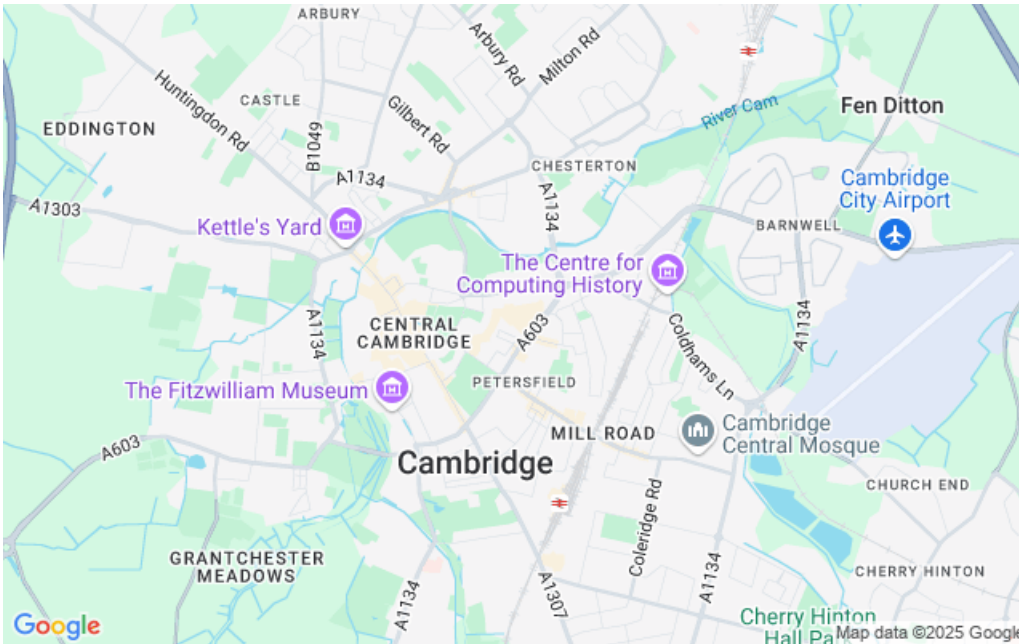 ARBURY
Arbury Rd
Milton Rd
Huntingdon Rd
CASTLE
Gilbert Rd
River Cam
Fen Ditton
EDDINGTON
B1049
CHESTERTON
A1134
A1134
Cambridge
City Airport
A1303
Kettle's Yard
BARNWELL
The Centre for
Computing History
A1134
CENTRAL
CAMBRIDGE
A603
Coldhams Ln
A1134
The Fitzwilliam Museum
PETERSFIELD
A603
MILL ROAD
Cambridge
Central Mosque
Cambridge
CHURCH END
Coleridge Rd
GRANTCHESTER
MEADOWS
A1134
A1307
A1134
CHERRY HINTON
Cherry Hinton
Hall Pa
Google
Map data ©2025 Google